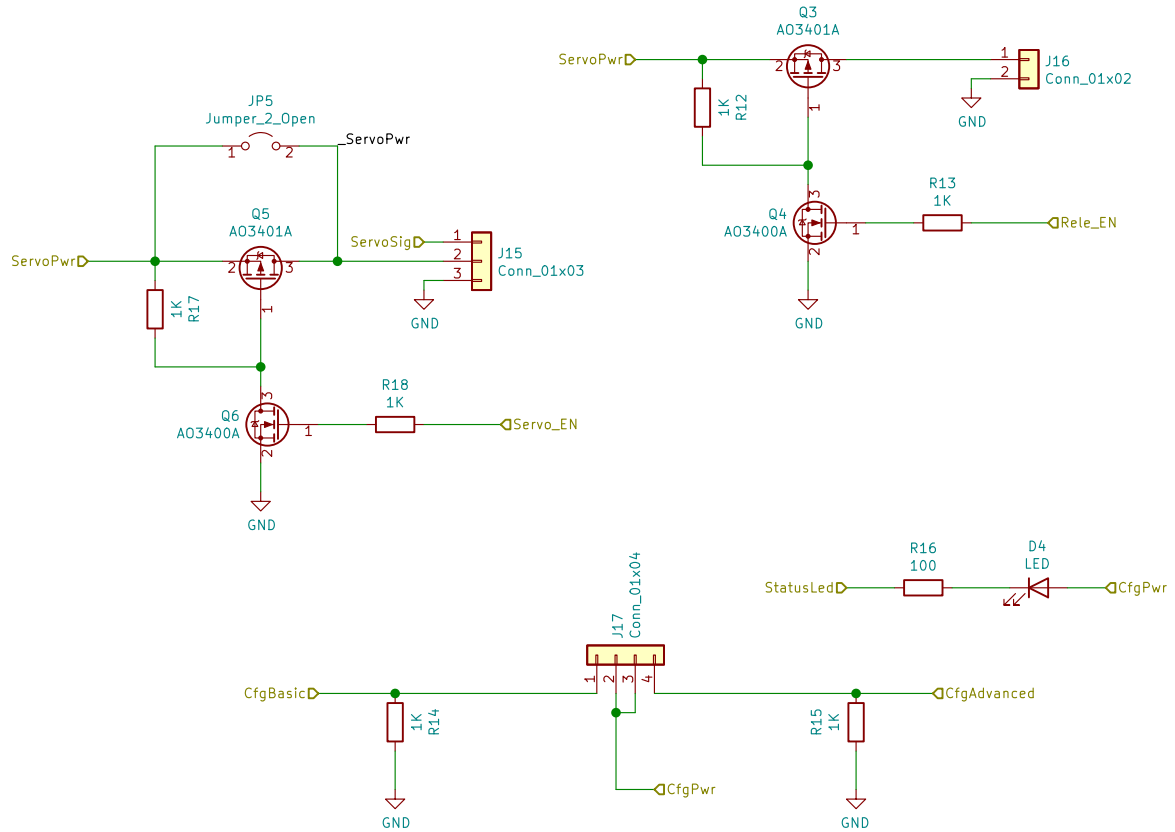 Q3
AO3401A
ServoPwr
2
3
1
1
2
J16
Conn_01x02
GND
1K
R12
R13
1K
Rele_EN
Q4
AO3400A
3
1
2
GND
JP5
Jumper_2_Open
1
2
_ServoPwr
Q5
AO3401A
ServoPwr
2
3
1
ServoSig
1
2
3
J15
Conn_01x03
GND
1K
R17
R18
1K
Servo_EN
Q6
AO3400A
3
1
2
GND
R16
100
D4
LED
StatusLed
CfgPwr
J17
Conn_01x04
1
2
3
4
CfgBasic
1K
R14
GND
CfgPwr
CfgAdvanced
R15
1K
GND